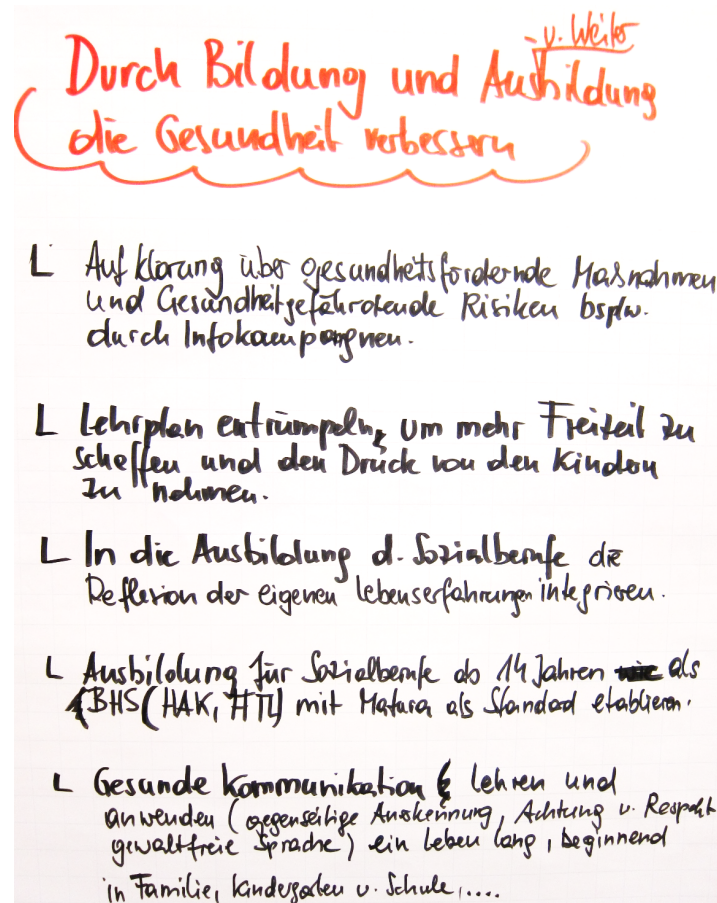 - u. Weiter
Durch Bildung und Ausbildung
die Gesundheit verbessern
L Aufklärung über gesundheitsfördernde Maßnahmen
und Gesundheitgefährdende Risiken bspw.
durch Infokampangnen.
L Lehrplan entrümpeln, um mehr Freizeit zu
schaffen und den Druck von den Kindern
zu nehmen.
L In die Ausbildung d. Sozialberufe die
Reflexion der eigenen Lebenserfahrungen integrieren.
L Ausbildung für Sozialberufe ab 14 Jahren als
BHS (HAK, HTL) mit Matura als Standard etablieren.
L Gesunde Kommunikation lehren und
anwenden (gegenseitige Anerkennung, Achtung u. Respekt
gewaltfreie Sprache) ein Leben lang, beginnend
in Familie, Kindergarten u. Schule,....